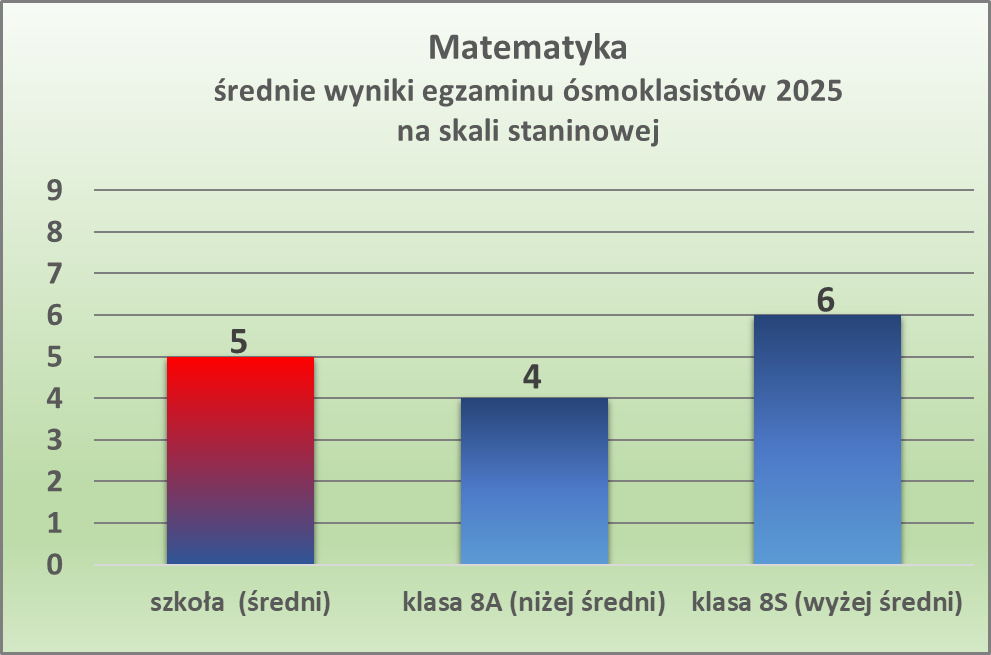 Matematyka
średnie wyniki egzaminu ósmoklasistów 2025
na skali staninowej
9
8
7
6
5
4
3
2
1
0
5
4
6
szkoła  (średni)
klasa 8A (niżej średni)
klasa 8S (wyżej średni)